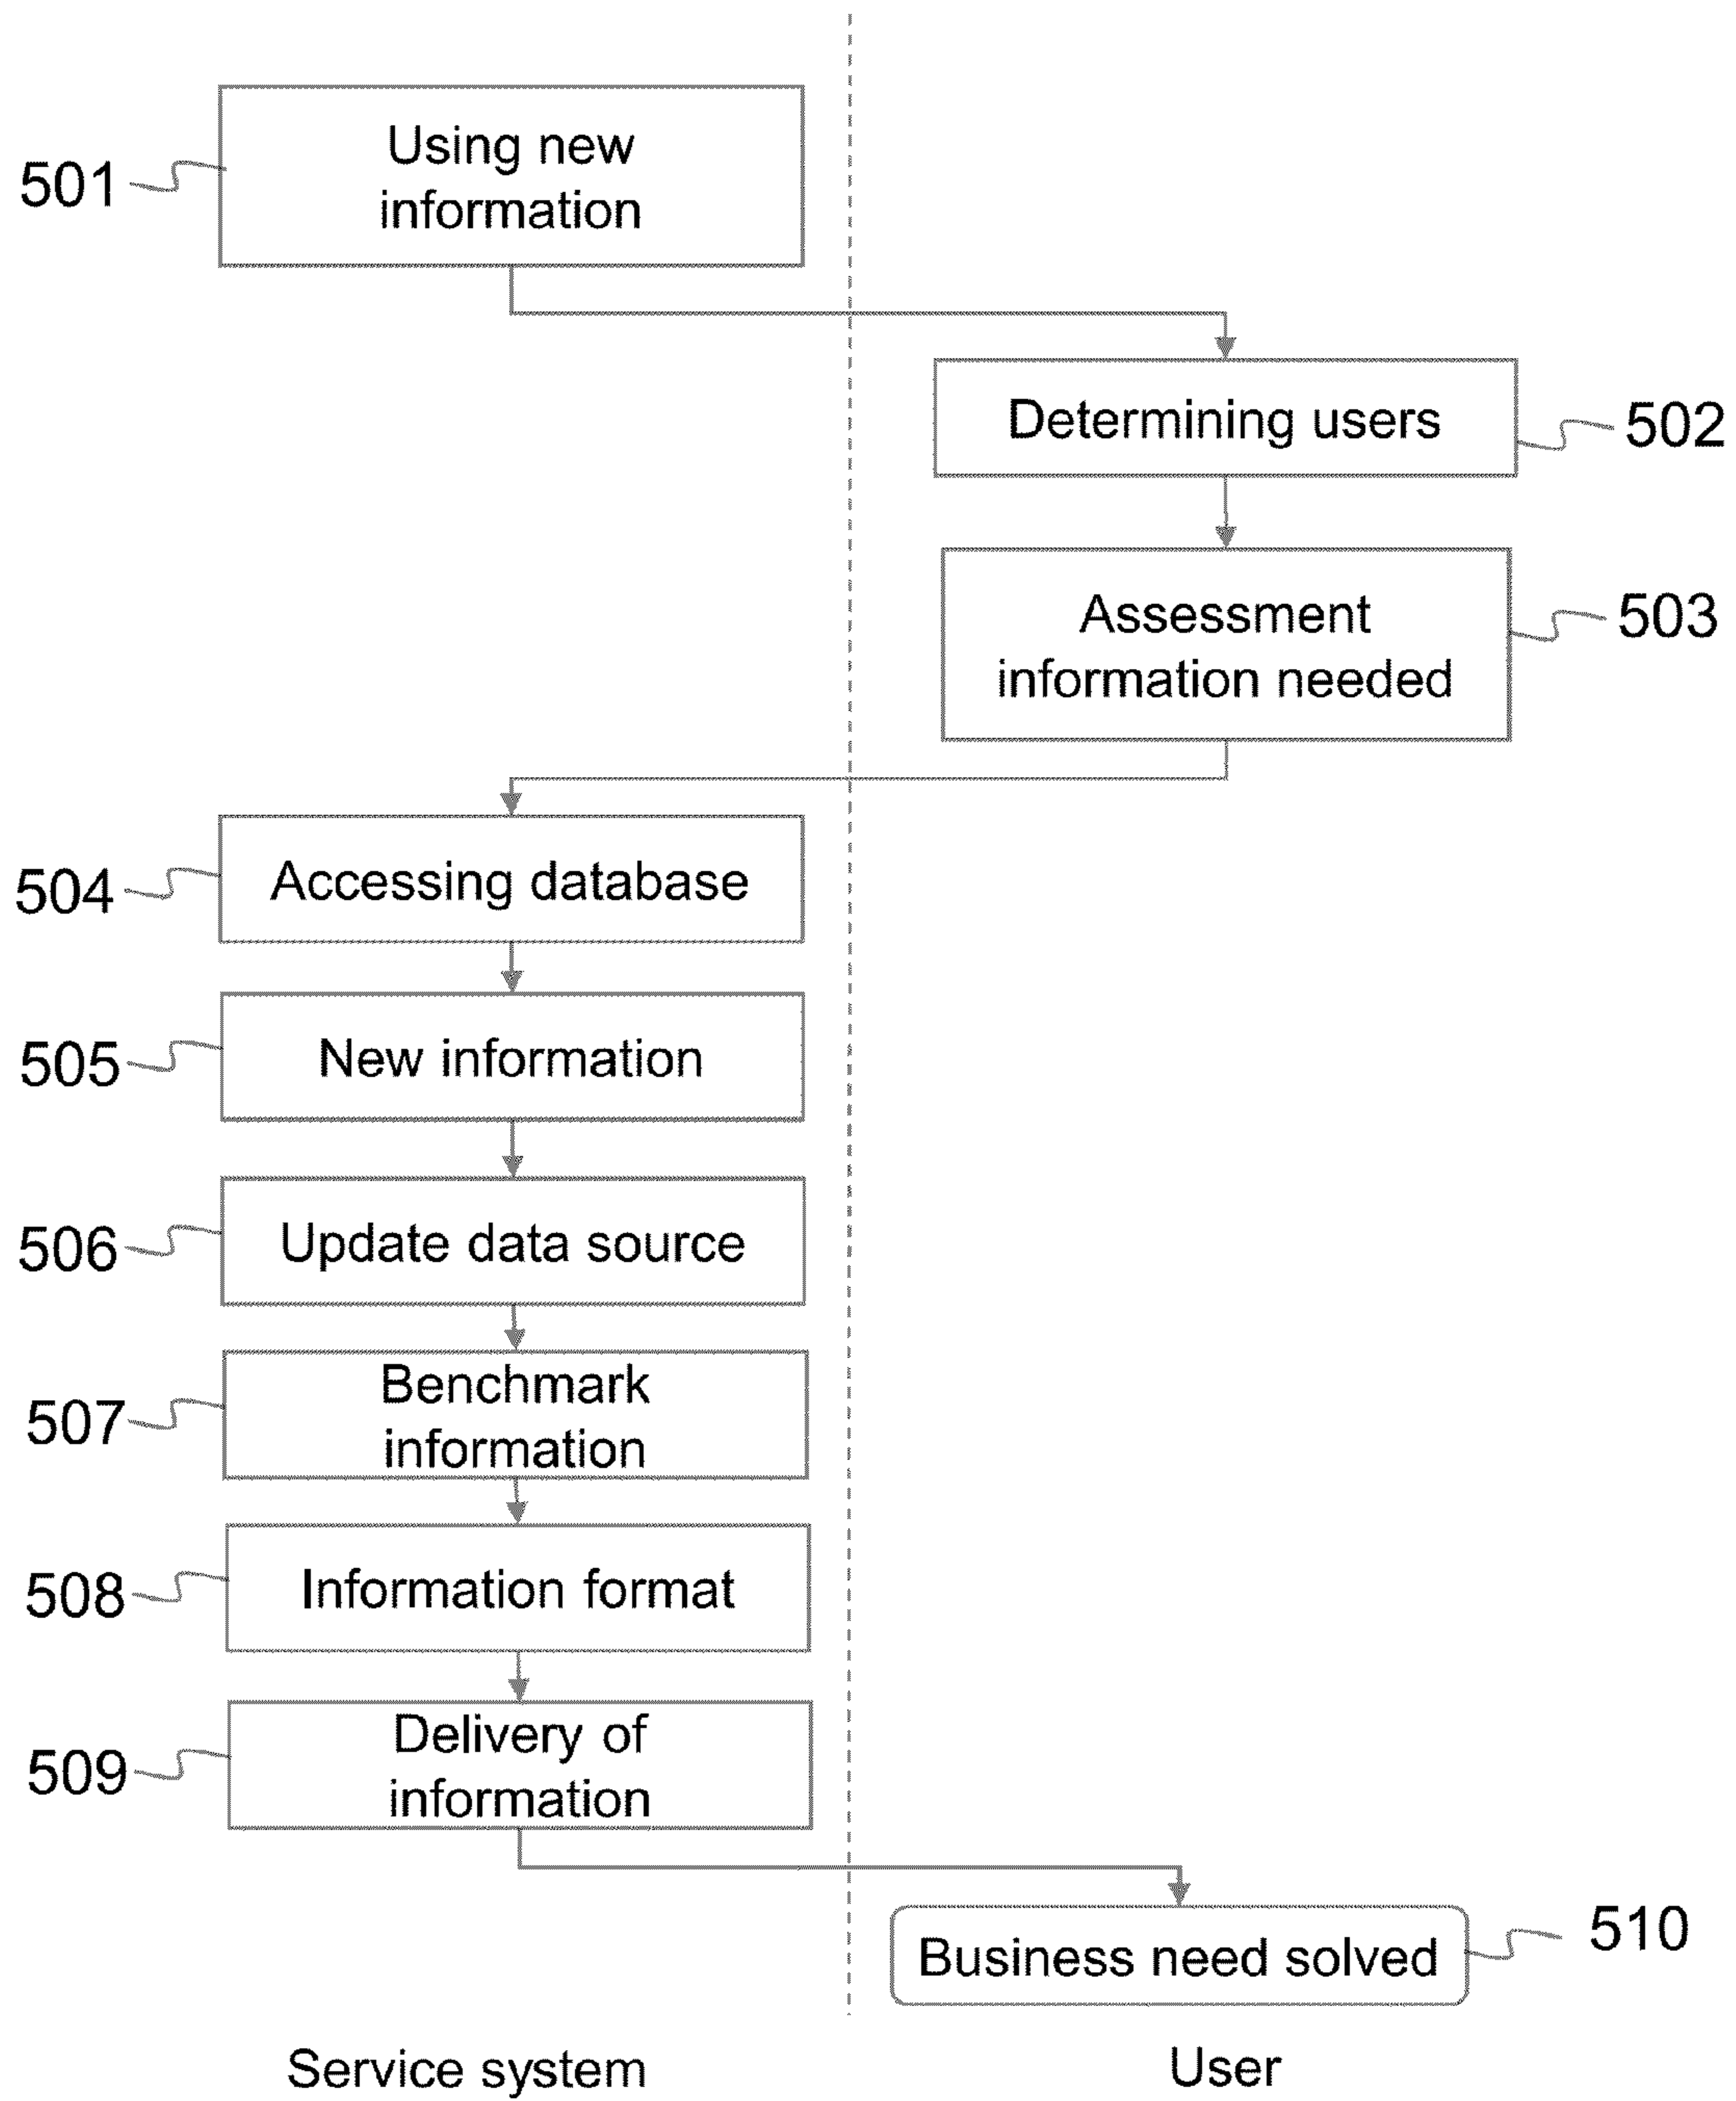 Using new
information
501
Determining users
502
Assessment
information needed
503
Accessing database
504
New information
505
Update data source
506
Benchmark
information
507
Information format
508
Delivery of
information
509
Business need solved
510
Service system
User